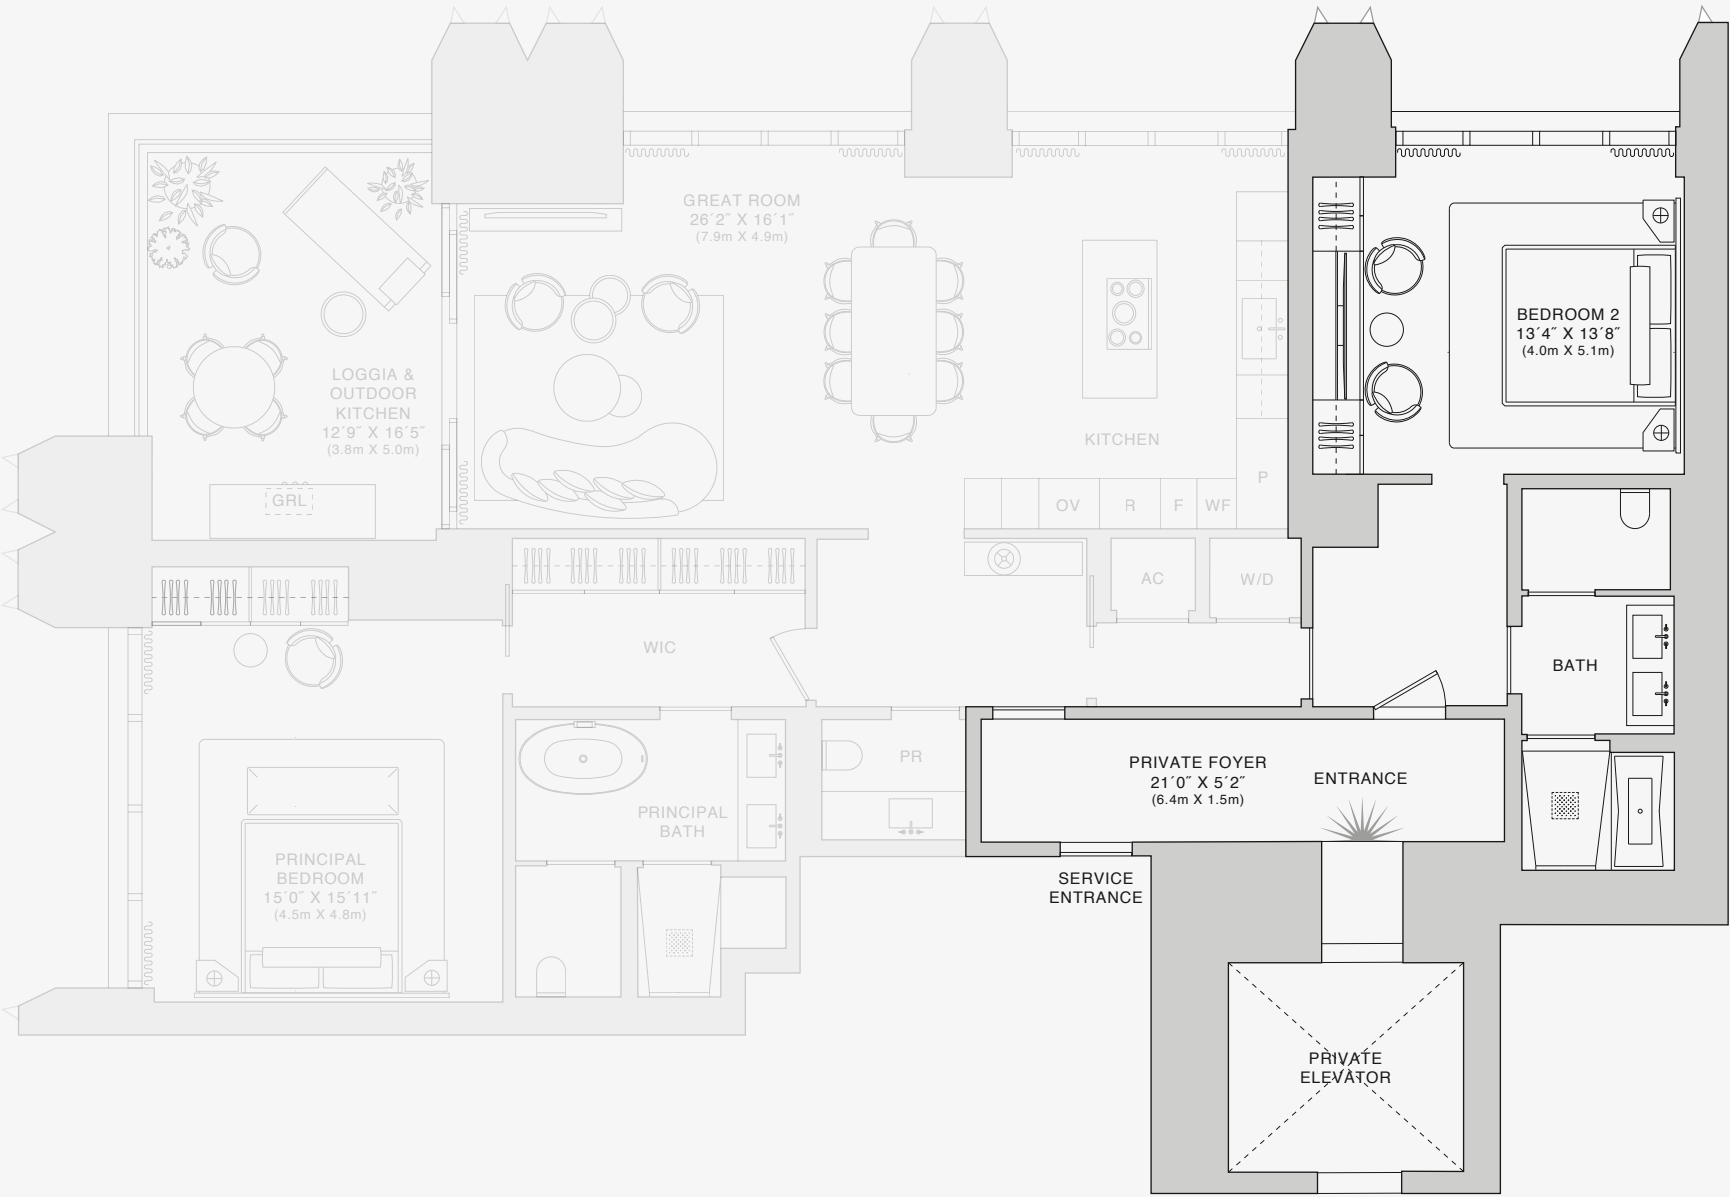 GREAT ROOM
26´2˝ X 16´1˝
(7.9m X 4.9m)
LOGGIA &
OUTDOOR
KITCHEN
12´9˝ X 16´5˝
(3.8m X 5.0m)
GRL
KITCHEN
OV
R
F
WF
P
BEDROOM 2
13´4˝ X 13´8˝
(4.0m X 5.1m)
AC
W/D
WIC
BATH
PR
PRIVATE FOYER
21´0˝ X 5´2˝
(6.4m X 1.5m)
ENTRANCE
PRINCIPAL
BATH
PRINCIPAL
BEDROOM
15´0˝ X 15´11˝
(4.5m X 4.8m)
SERVICE
ENTRANCE
PRIVATE
ELEVATOR